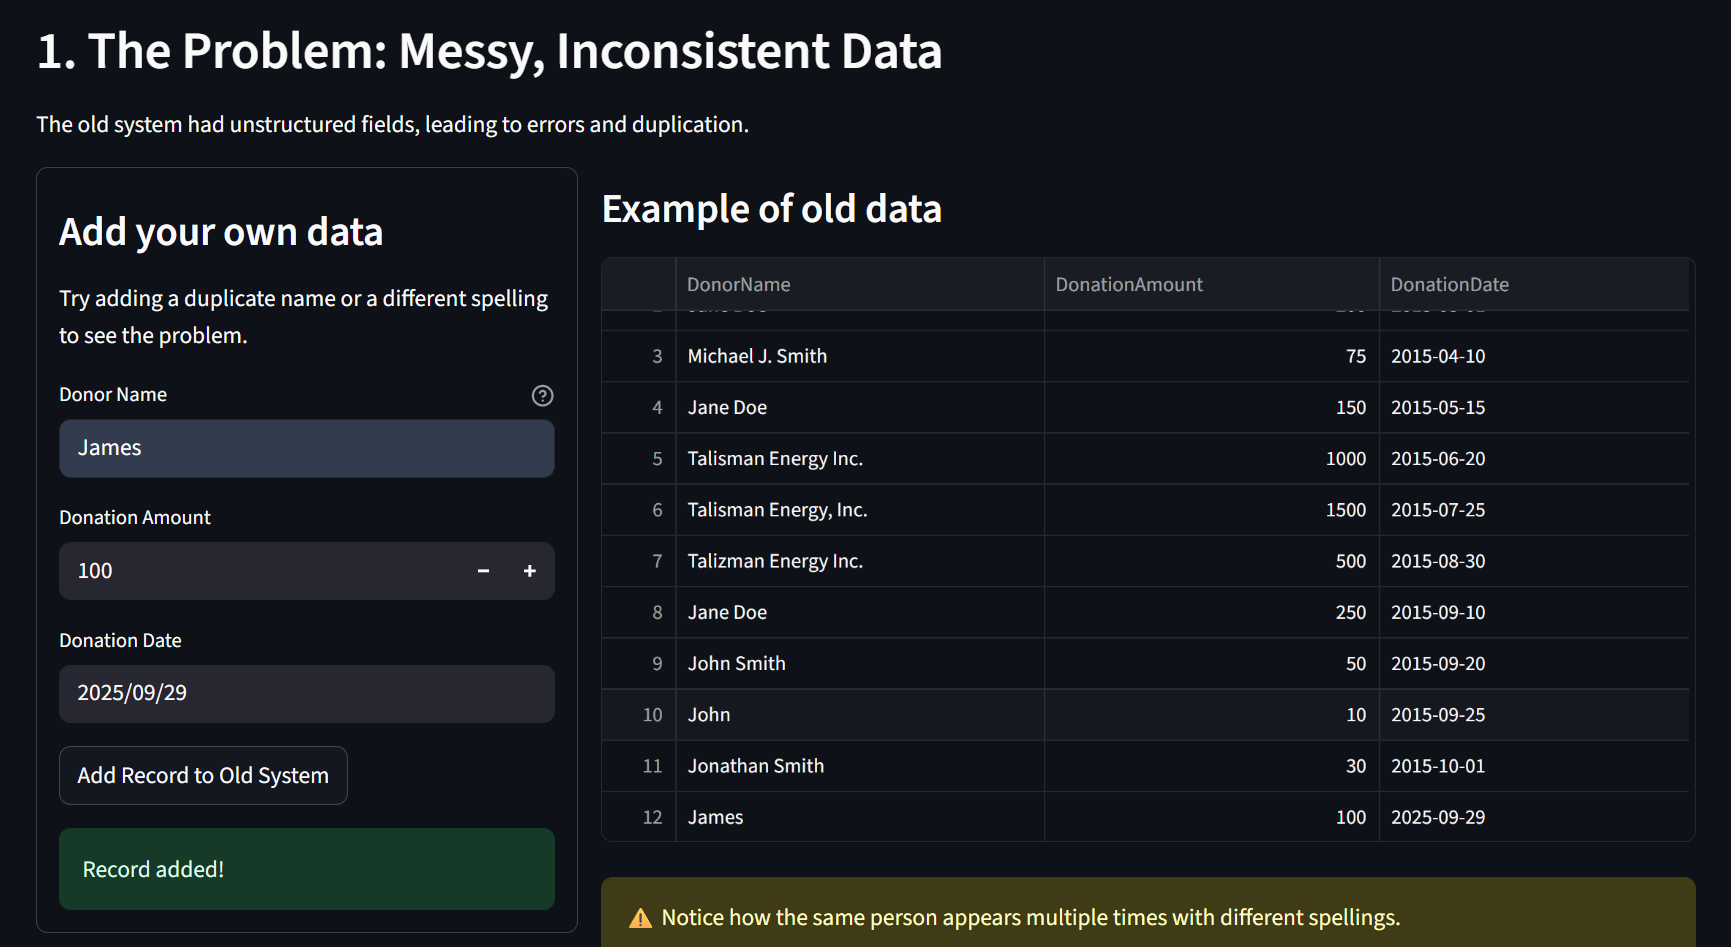 1. The Problem: Messy, Inconsistent Data
The old system had unstructured fields, leading to errors and duplication.
Add your own data
Try adding a duplicate name or a different spelling
to see the problem.
Donor Name
James
Donation Amount
100 − +
Donation Date
2025/09/29
Add Record to Old System
Record added!
Example of old data
DonorName DonationAmount DonationDate
3 Michael J. Smith 75 2015-04-10
4 Jane Doe 150 2015-05-15
5 Talisman Energy Inc. 1000 2015-06-20
6 Talisman Energy, Inc. 1500 2015-07-25
7 Talizman Energy Inc. 500 2015-08-30
8 Jane Doe 250 2015-09-10
9 John Smith 50 2015-09-20
10 John 10 2015-09-25
11 Jonathan Smith 30 2015-10-01
12 James 100 2025-09-29
Notice how the same person appears multiple times with different spellings.